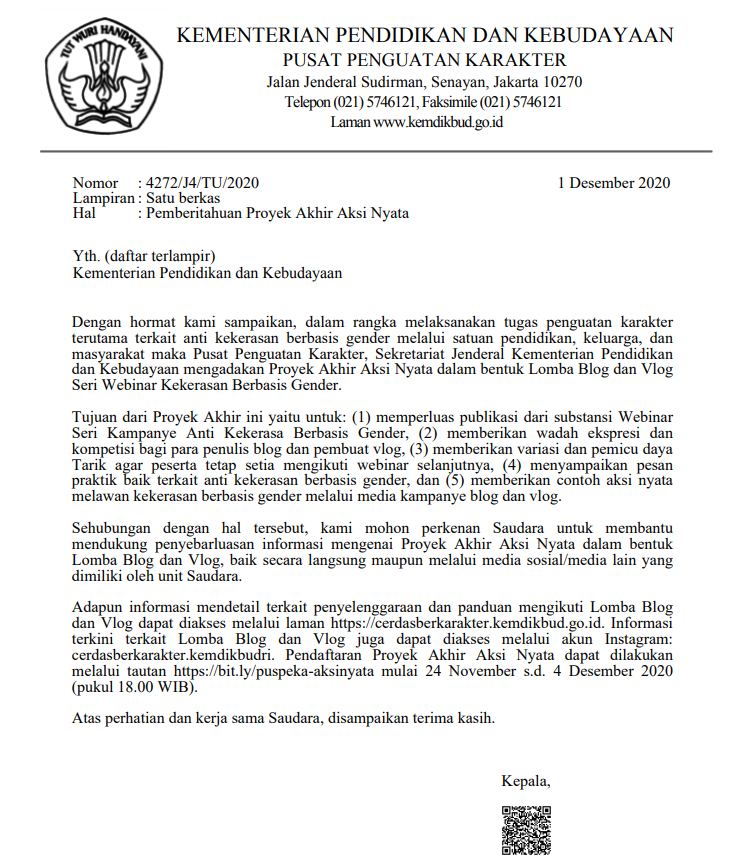 TUT WURI HANDAYANI
KEMENTERIAN PENDIDIKAN DAN KEBUDAYAAN
PUSAT PENGUATAN KARAKTER
Jalan Jenderal Sudirman, Senayan, Jakarta 10270
Telepon (021) 5746121, Faksimile (021) 5746121
Laman www.kemdikbud.go.id
Nomor : 4272/J4/TU/2020 1 Desember 2020
Lampiran : Satu berkas
Hal : Pemberitahuan Proyek Akhir Aksi Nyata
Yth. (daftar terlampir)
Kementerian Pendidikan dan Kebudayaan
Dengan hormat kami sampaikan, dalam rangka melaksanakan tugas penguatan karakter
terutama terkait anti kekerasan berbasis gender melalui satuan pendidikan, keluarga, dan
masyarakat maka Pusat Penguatan Karakter, Sekretariat Jenderal Kementerian Pendidikan
dan Kebudayaan mengadakan Proyek Akhir Aksi Nyata dalam bentuk Lomba Blog dan Vlog
Seri Webinar Kekerasan Berbasis Gender.
Tujuan dari Proyek Akhir ini yaitu untuk: (1) memperluas publikasi dari substansi Webinar
Seri Kampanye Anti Kekerasa Berbasis Gender, (2) memberikan wadah ekspresi dan
kompetisi bagi para penulis blog dan pembuat vlog, (3) memberikan variasi dan pemicu daya
Tarik agar peserta tetap setia mengikuti webinar selanjutnya, (4) menyampaikan pesan
praktik baik terkait anti kekerasan berbasis gender, dan (5) memberikan contoh aksi nyata
melawan kekerasan berbasis gender melalui media kampanye blog dan vlog.
Sehubungan dengan hal tersebut, kami mohon perkenan Saudara untuk membantu
mendukung penyebarluasan informasi mengenai Proyek Akhir Aksi Nyata dalam bentuk
Lomba Blog dan Vlog, baik secara langsung maupun melalui media sosial/media lain yang
dimiliki oleh unit Saudara.
Adapun informasi mendetail terkait penyelenggaraan dan panduan mengikuti Lomba Blog
dan Vlog dapat diakses melalui laman https://cerdasberkarakter.kemdikbud.go.id. Informasi
terkini terkait Lomba Blog dan Vlog juga dapat diakses melalui akun Instagram:
cerdasberkarakter.kemdikbudri. Pendaftaran Proyek Akhir Aksi Nyata dapat dilakukan
melalui tautan https://bit.ly/puspeka-aksinyata mulai 24 November s.d. 4 Desember 2020
(pukul 18.00 WIB).
Atas perhatian dan kerja sama Saudara, disampaikan terima kasih.
Kepala,